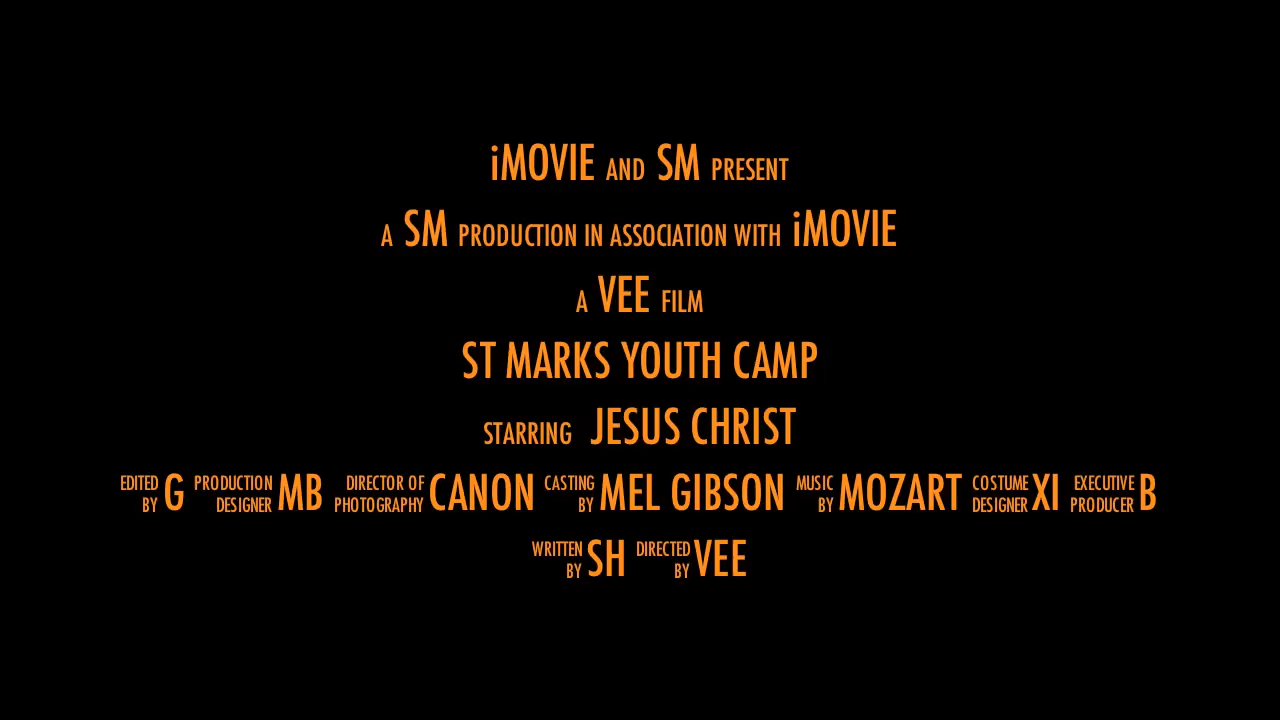 iMOVIE AND SM PRESENT
A SM PRODUCTION IN ASSOCIATION WITH iMOVIE
A VEE FILM
ST MARKS YOUTH CAMP
STARRING JESUS CHRIST
EDITED BY G PRODUCTION DESIGNER MB DIRECTOR OF PHOTOGRAPHY CANON CASTING BY MEL GIBSON MUSIC BY MOZART COSTUME DESIGNER XI EXECUTIVE PRODUCER B
WRITTEN BY SH DIRECTED BY VEE